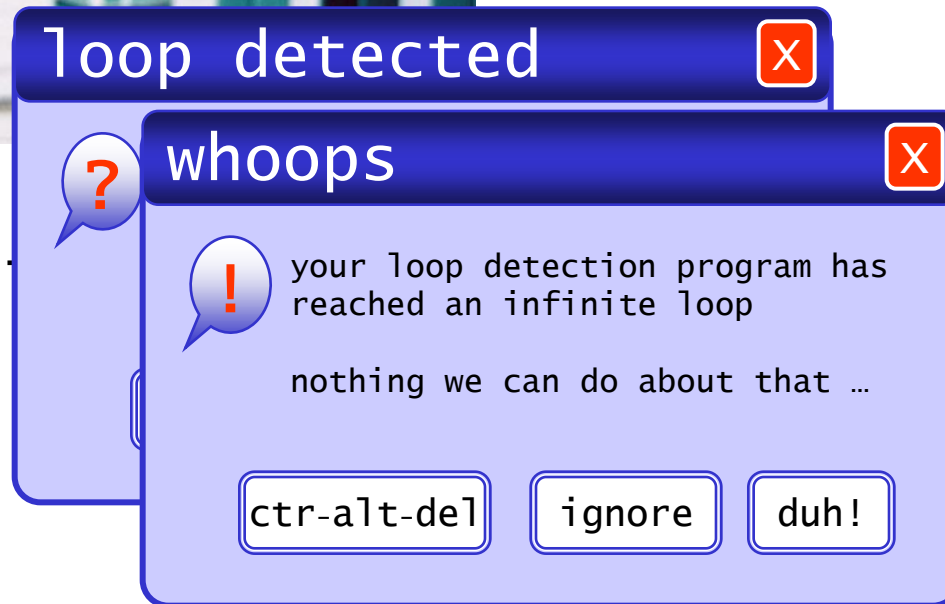 loop detected
X
?
whoops
X
!
your loop detection program has
reached an infinite loop
nothing we can do about that …
ctr-alt-del
ignore
duh!